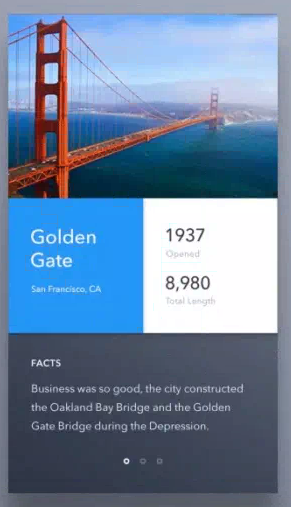 Golden
Gate
San Francisco, CA
1937
Opened
8,980
Total Length
FACTS
Business was so good, the city constructed
the Oakland Bay Bridge and the Golden
Gate Bridge during the Depression.